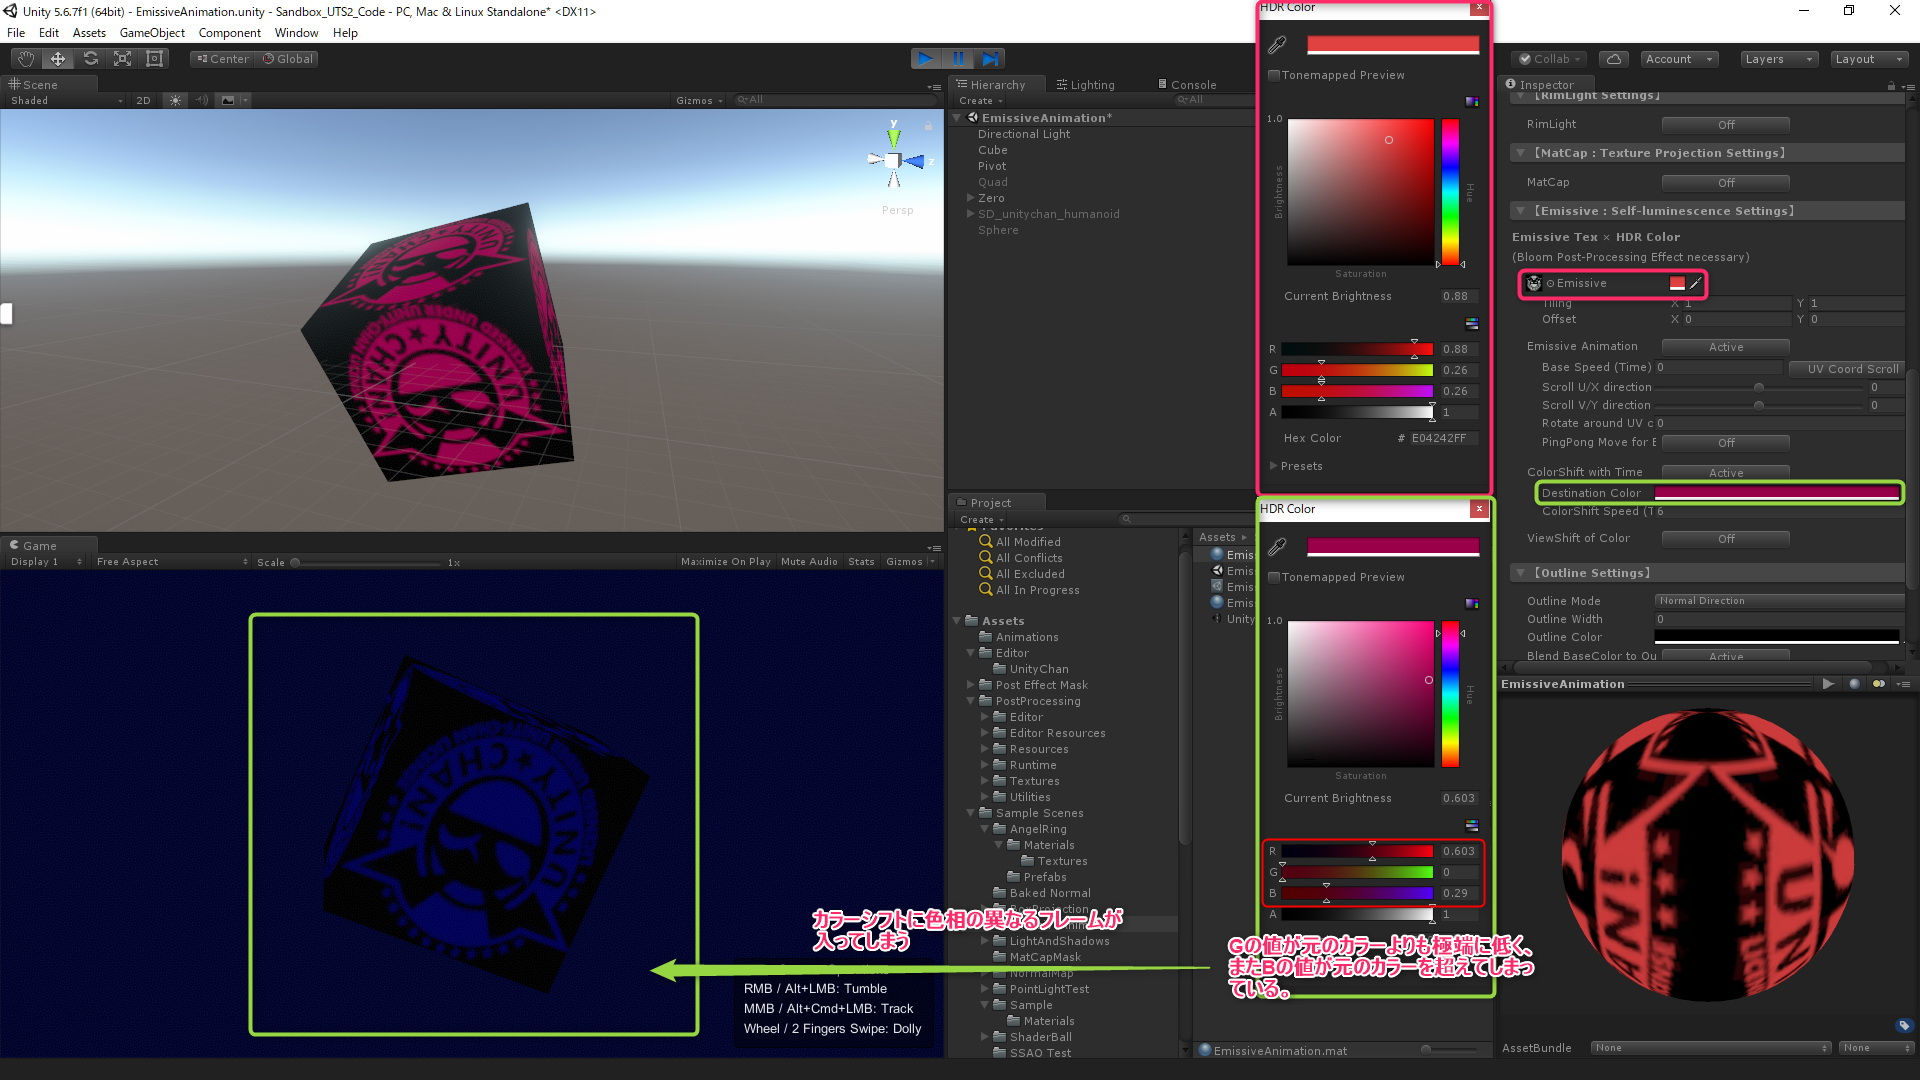 Unity 5.6.7f1 (64bit) - EmissiveAnimation.unity - Sandbox_UTS2_Code - PC, Mac & Linux Standalone* <DX11>
File Edit Assets GameObject Component Window Help
Center Global
Collab Account Layers Layout
Scene
Shaded 2D Gizmos All
y
z
Persp
UNITY★CHAN!
UNITY★CHAN!
Game
Display 1 Free Aspect Scale 1x Maximize On Play Mute Audio Stats Gizmos
UNITY★CHAN!
RMB / Alt+LMB: Tumble
MMB / Alt+Cmd+LMB: Track
Wheel / 2 Fingers Swipe: Dolly
カラーシフトに色相の異なるフレームが
入ってしまう
Hierarchy Lighting Console
Create All
EmissiveAnimation*
Directional Light
Cube
Pivot
Quad
Zero
SD_unitychan_humanoid
Sphere
Project
Create
Favorites
All Modified
All Conflicts
All Excluded
All In Progress
Assets
Animations
Editor
UnityChan
Post Effect Mask
PostProcessing
Editor
Editor Resources
Resources
Runtime
Textures
Utilities
Sample Scenes
AngelRing
Materials
Textures
Prefabs
Baked Normal
BoxProjection
LightAndShadows
MatCapMask
NormalMap
PointLightTest
Sample
Materials
ShaderBall
SSAO Test
Assets
Emis
Emis
Emis
Emis
Unity
EmissiveAnimation.mat
HDR Color
Tonemapped Preview
1.0
Brightness
Hue
Saturation
Current Brightness 0.88
R 0.88
G 0.26
B 0.26
A 1
Hex Color # E04242FF
Presets
HDR Color
Tonemapped Preview
1.0
Brightness
Hue
Saturation
Current Brightness 0.603
R 0.603
G 0
B 0.29
A 1
Gの値が元のカラーよりも極端に低く、
またBの値が元のカラーを超えてしまっ
ている。
Inspector
【RimLight Settings】
RimLight Off
【MatCap : Texture Projection Settings】
MatCap Off
【Emissive : Self-luminescence Settings】
Emissive Tex × HDR Color
(Bloom Post-Processing Effect necessary)
Emissive
Tiling X 1 Y 1
Offset X 0 Y 0
Emissive Animation Active
Base Speed (Time) 0 UV Coord Scroll
Scroll U/X direction 0
Scroll V/Y direction 0
Rotate around UV c 0
PingPong Move for E Off
ColorShift with Time Active
Destination Color
ColorShift Speed (T 6
ViewShift of Color Off
【Outline Settings】
Outline Mode Normal Direction
Outline Width 0
Outline Color
Blend BaseColor to Ou Active
EmissiveAnimation
AssetBundle None None